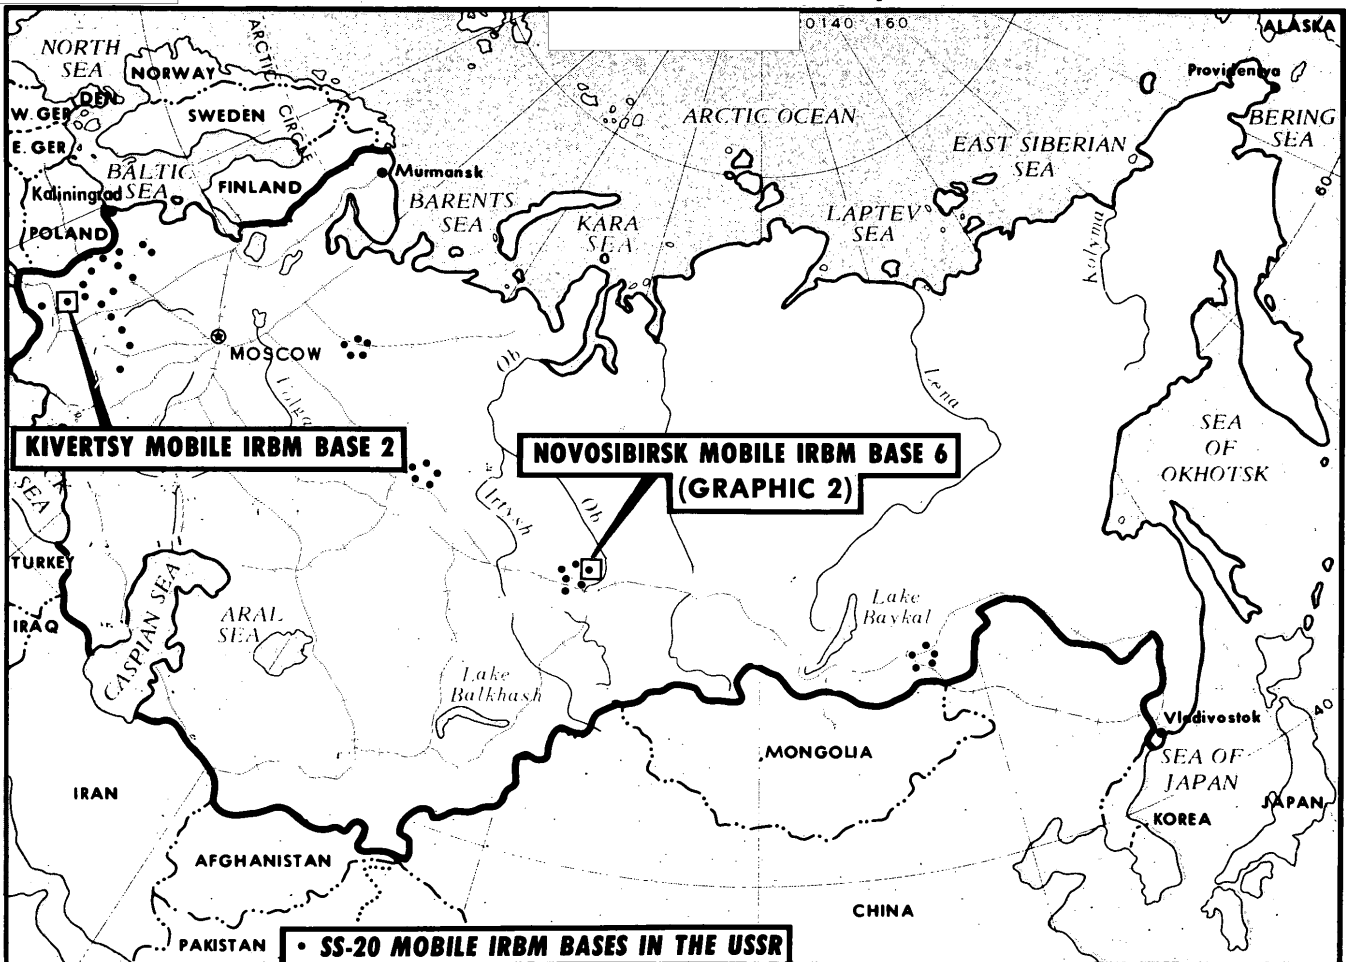 0140 160
ALASKA
NORTH
SEA
ARCTIC
CIRCLE
NORWAY
Provideniya
DEN
W. GER
SWEDEN
ARCTIC OCEAN
BERING
SEA
E. GER
EAST SIBERIAN
SEA
BALTIC
SEA
FINLAND
Murmansk
Kaliningrad
BARENTS
SEA
KARA
SEA
LAPTEV
SEA
60
POLAND
Kolyma
MOSCOW
Ob
Lena
Volga
SEA
OF
OKHOTSK
KIVERTSY MOBILE IRBM BASE 2
NOVOSIBIRSK MOBILE IRBM BASE 6
(GRAPHIC 2)
SEA
Irtysh
Ob
TURKEY
CASPIAN SEA
IRAQ
ARAL
SEA
Lake
Baykal
Lake
Balkhash
Vladivostok
40
MONGOLIA
SEA OF
JAPAN
IRAN
JAPAN
KOREA
AFGHANISTAN
CHINA
PAKISTAN
• SS-20 MOBILE IRBM BASES IN THE USSR